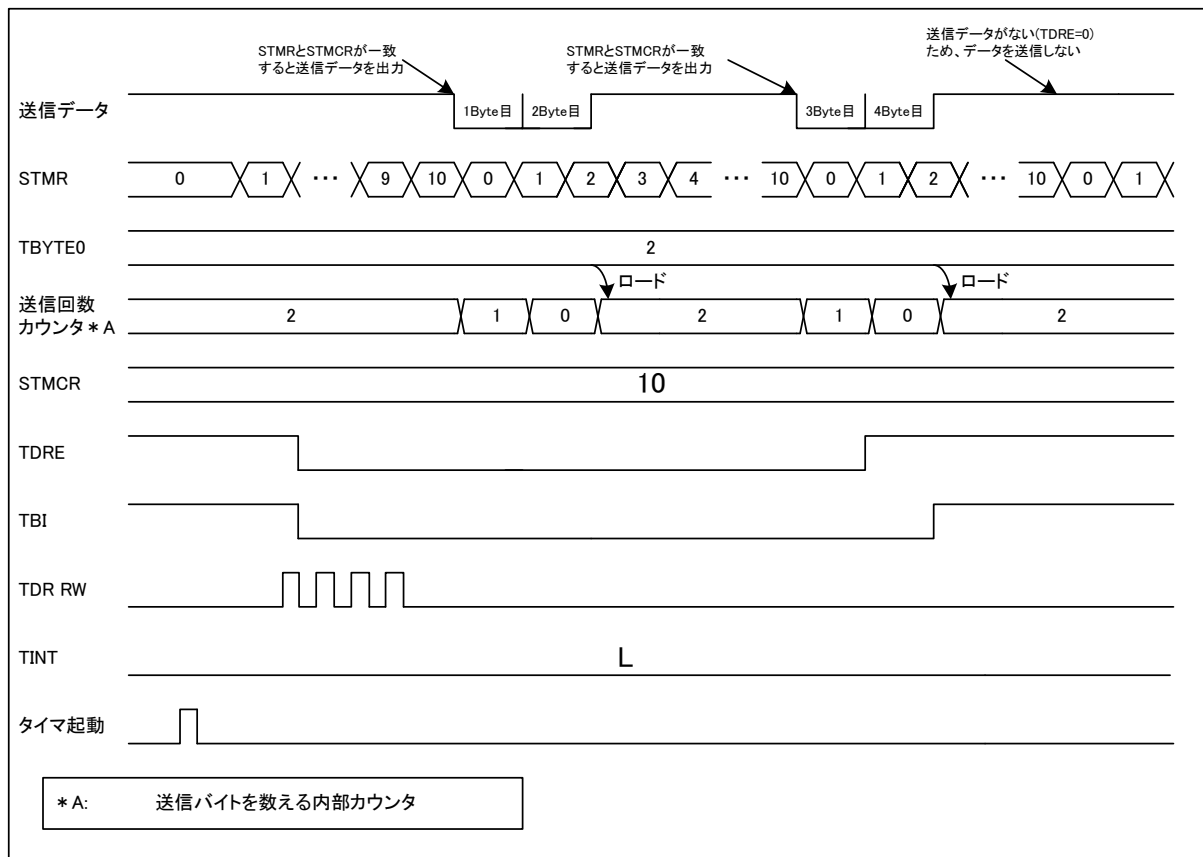 送信データがない(TDRE=0)
ため、データを送信しない
STMRとSTMCRが一致
すると送信データを出力
STMRとSTMCRが一致
すると送信データを出力
送信データ
1Byte目 2Byte目 3Byte目 4Byte目
STMR
0 1 ··· 9 10 0 1 2 3 4 ··· 10 0 1 2 ··· 10 0 1
TBYTE0
2
ロード ロード
送信回数
カウンタ*A
2 1 0 2 1 0 2
STMCR
10
TDRE
TBI
TDR RW
TINT
L
タイマ起動
*A: 送信バイトを数える内部カウンタ